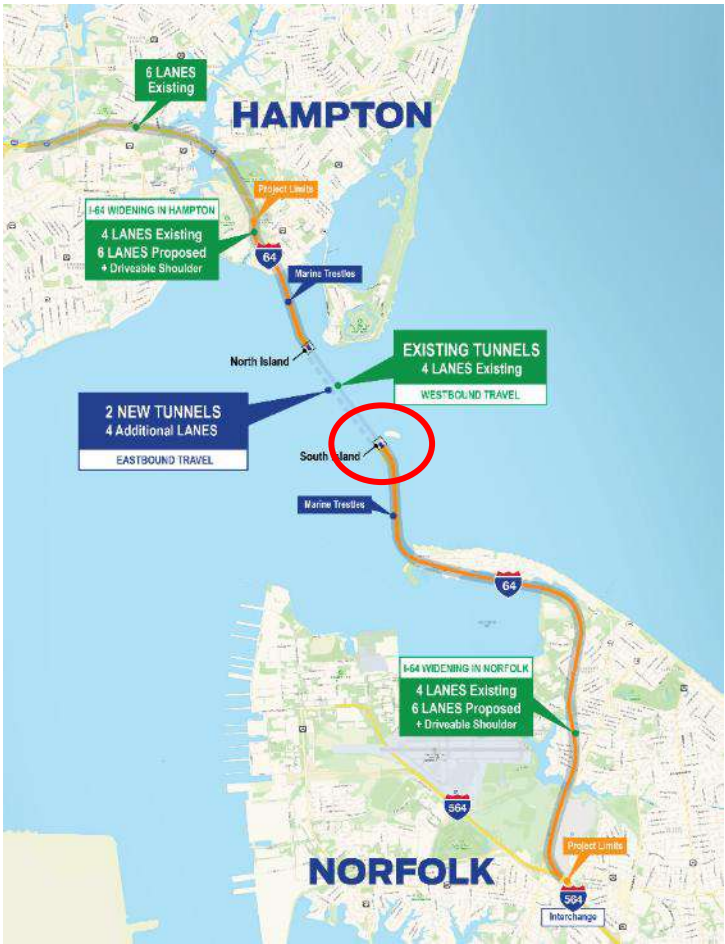 6 LANES
Existing
HAMPTON
Project Limits
I-64 WIDENING IN HAMPTON
4 LANES Existing
6 LANES Proposed
+ Driveable Shoulder
64
Marine Trestles
North Island
EXISTING TUNNELS
4 LANES Existing
WESTBOUND TRAVEL
2 NEW TUNNELS
4 Additional LANES
EASTBOUND TRAVEL
South Island
Marine Trestles
64
I-64 WIDENING IN NORFOLK
4 LANES Existing
6 LANES Proposed
+ Driveable Shoulder
564
Project Limits
NORFOLK
564
Interchange